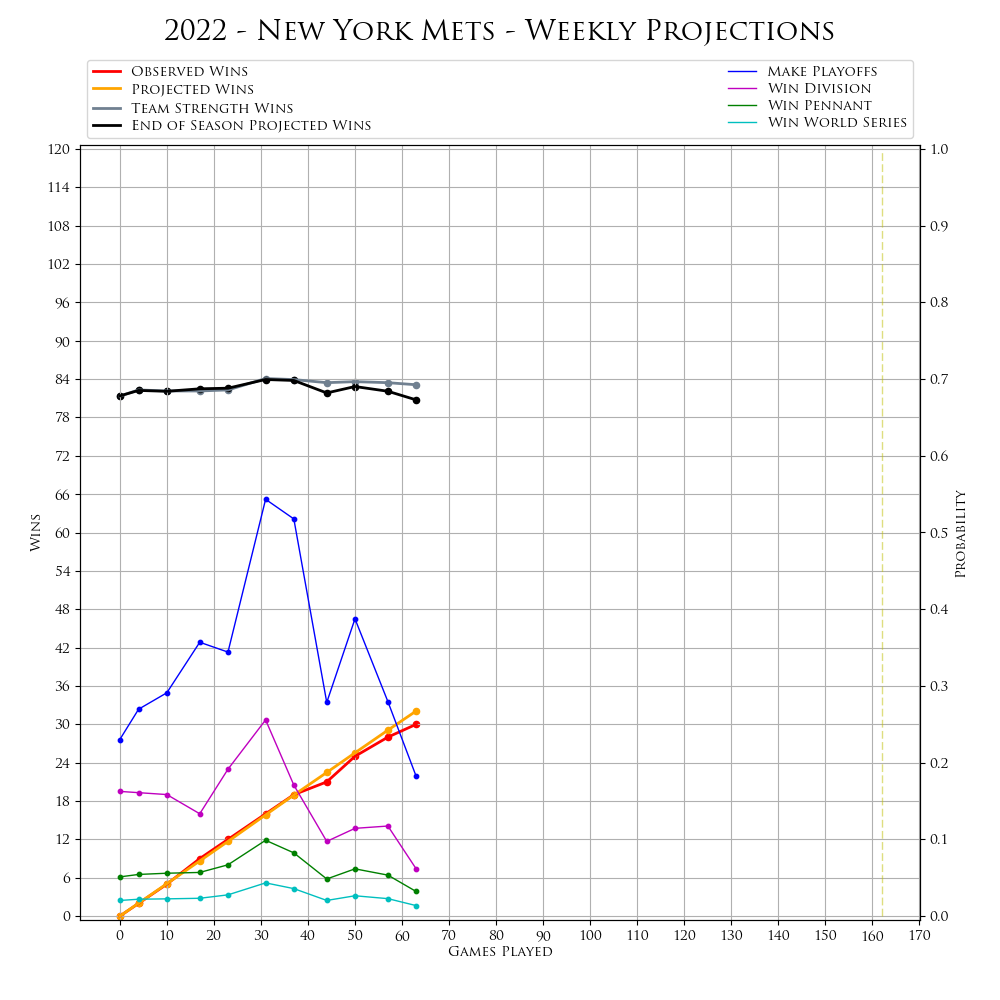 2022 - New York Mets - Weekly Projections
Observed Wins
Projected Wins
Team Strength Wins
End of Season Projected Wins
Make Playoffs
Win Division
Win Pennant
Win World Series
120
114
108
102
96
90
84
78
72
66
60
54
48
42
36
30
24
18
12
6
0
Wins
1.0
0.9
0.8
0.7
0.6
0.5
0.4
0.3
0.2
0.1
0.0
Probability
0 10 20 30 40 50 60 70 80 90 100 110 120 130 140 150 160 170
Games Played